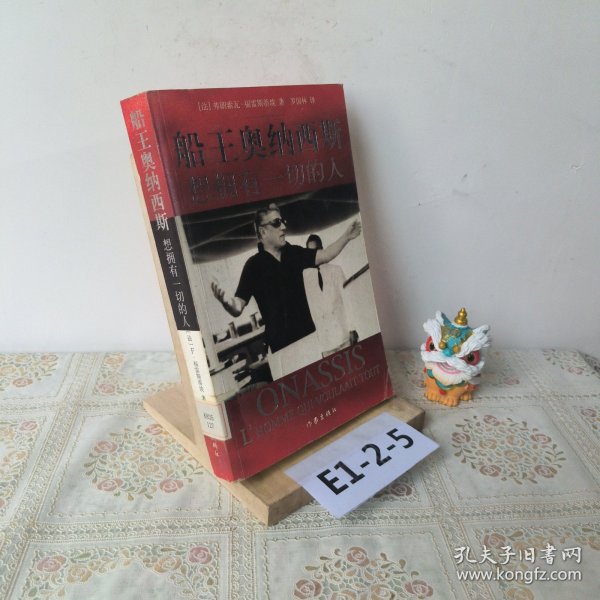 船王奥纳西斯
想拥有一切的人
[法] 弗朗索瓦·福雷斯蒂埃 著 罗国林 译
船王奥纳西斯
想拥有一切的人
ONASSIS
L'HOMME QUI VOULAIT TOUT
作家出版社
E1-2-5
孔夫子旧书网
www.kongfz.com